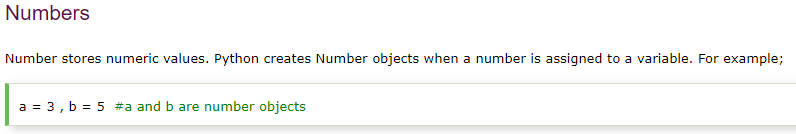 Numbers
Number stores numeric values. Python creates Number objects when a number is assigned to a variable. For example;
a = 3 , b = 5  #a and b are number objects